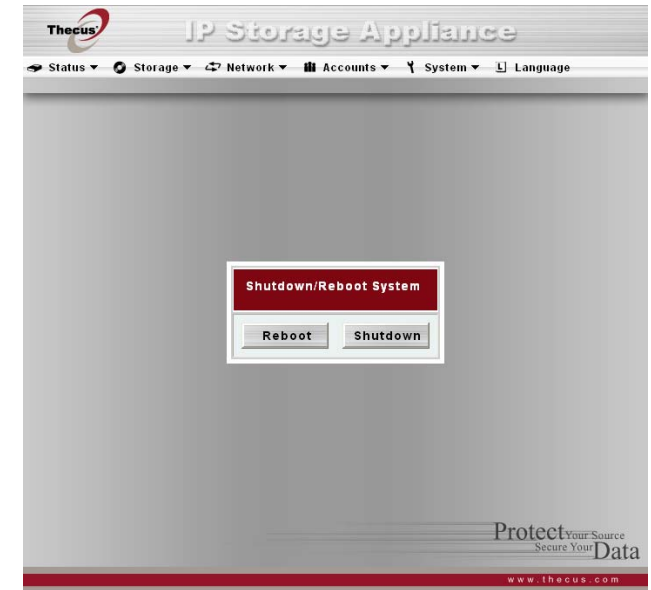 Thecus
IP Storage Appliance
Status Storage Network Accounts System L Language
Shutdown/Reboot System
Reboot Shutdown
Protect Your Source
Secure Your Data
www.thecus.com